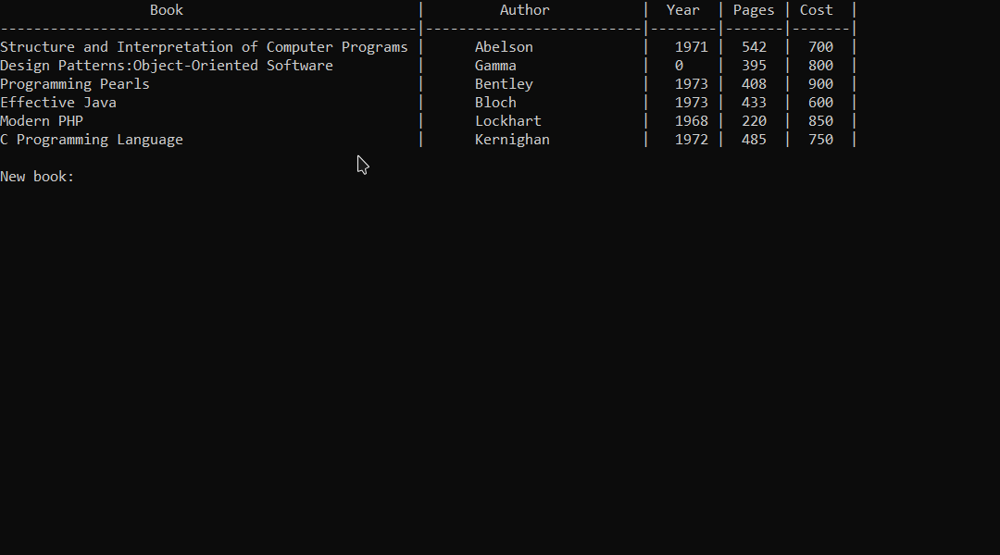 Book | Author | Year | Pages | Cost |
--------------------------------------------------|--------------------------|--------|-------|-------|
Structure and Interpretation of Computer Programs | Abelson | 1971 | 542 | 700 |
Design Patterns:Object-Oriented Software | Gamma | 0 | 395 | 800 |
Programming Pearls | Bentley | 1973 | 408 | 900 |
Effective Java | Bloch | 1973 | 433 | 600 |
Modern PHP | Lockhart | 1968 | 220 | 850 |
C Programming Language | Kernighan | 1972 | 485 | 750 |
New book: